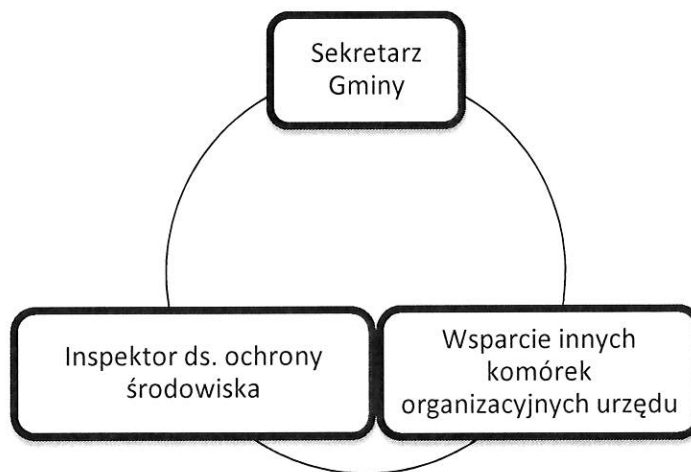 Sekretarz
Gminy
Inspektor ds. ochrony
środowiska
Wsparcie innych
komórek
organizacyjnych urzędu